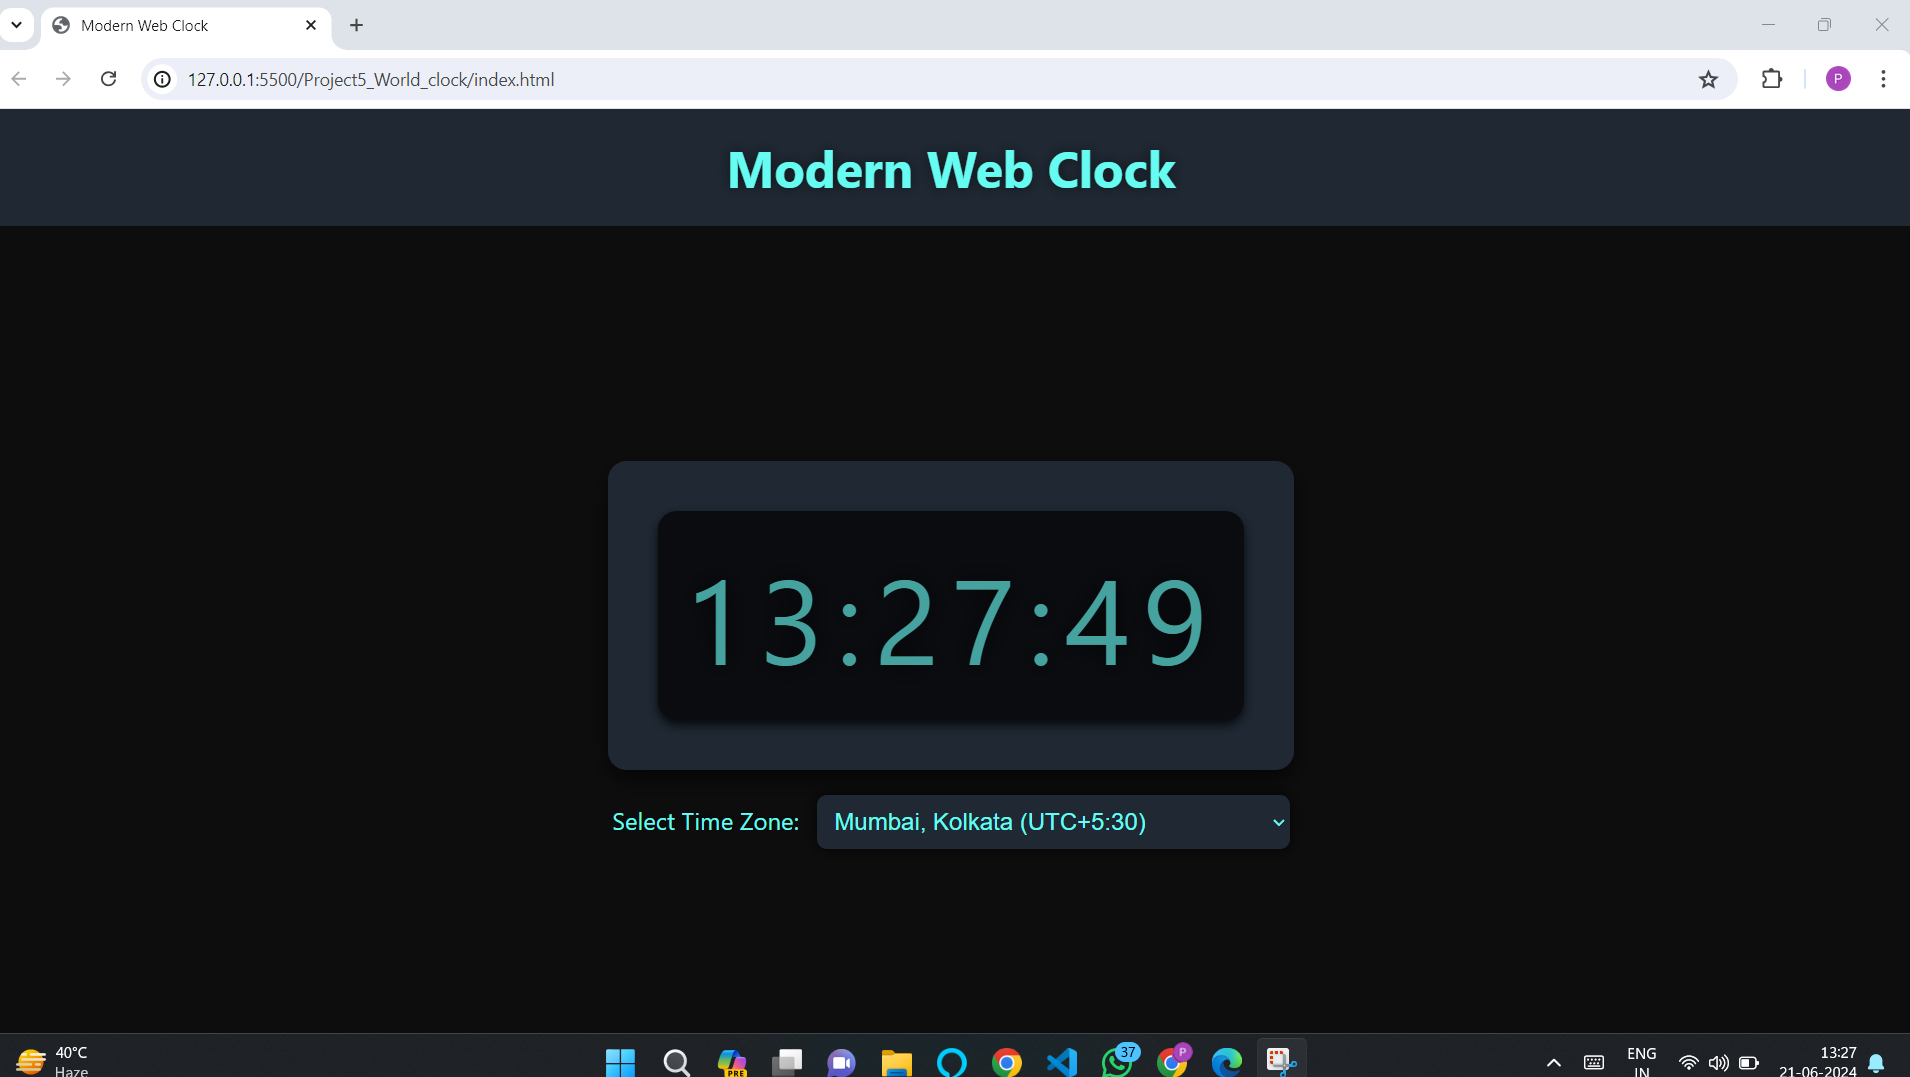 Modern Web Clock
127.0.0.1:5500/Project5_World_clock/index.html
P
Modern Web Clock
13:27:49
Select Time Zone: Mumbai, Kolkata (UTC+5:30)
40°C
Haze
PRE
37
P
ENG
IN
13:27
21-06-2024